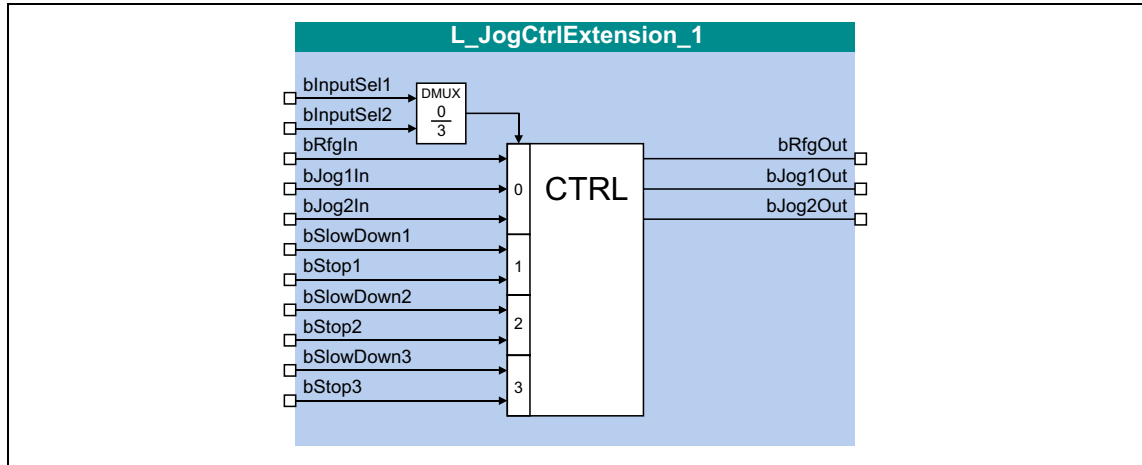 L_JogCtrlExtension_1
bInputSel1
DMUX
0
3
bInputSel2
bRfgIn
bRfgOut
bJog1In
0
CTRL
bJog1Out
bJog2In
bJog2Out
bSlowDown1
1
bStop1
bSlowDown2
2
bStop2
bSlowDown3
3
bStop3